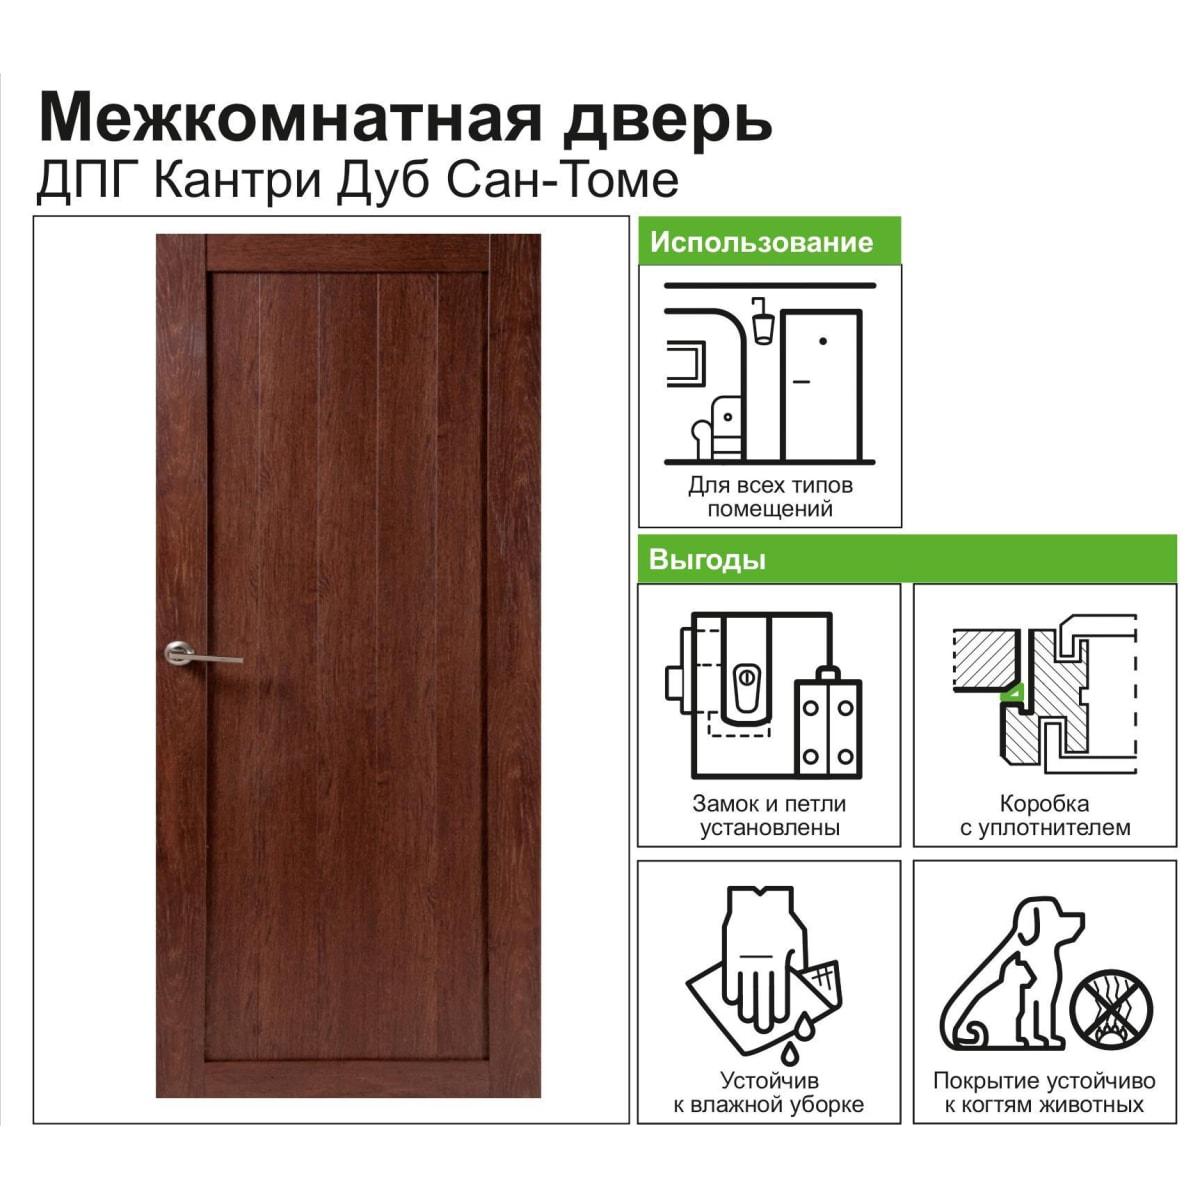 Межкомнатная дверь
ДПГ Кантри Дуб Сан-Томе
Использование
Для всех типов
помещений
Выгоды
Замок и петли
установлены
Коробка
с уплотнителем
Устойчив
к влажной уборке
Покрытие устойчиво
к когтям животных